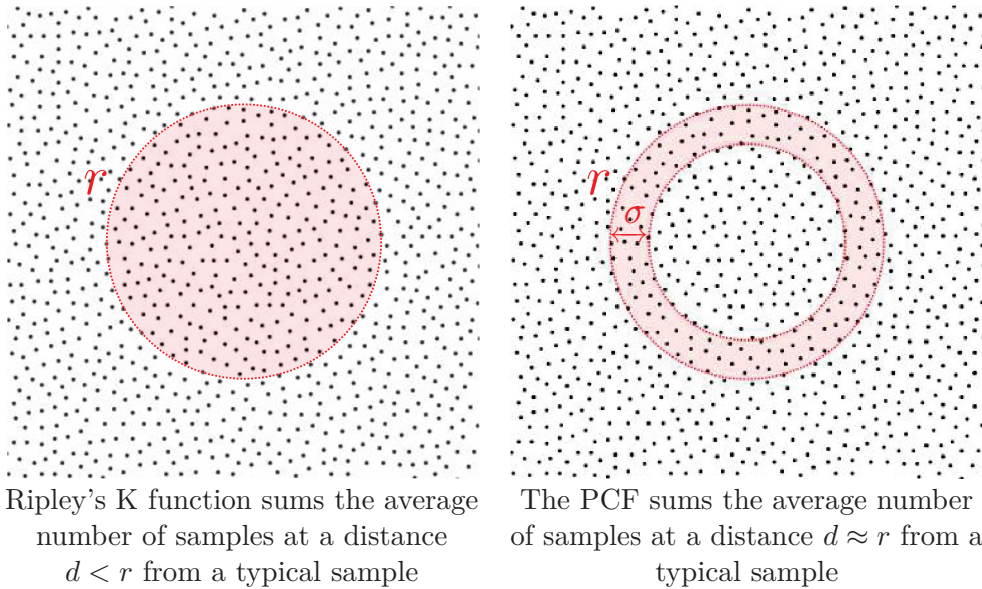 r
r
σ
Ripley's K function sums the average
number of samples at a distance
d < r from a typical sample
The PCF sums the average number
of samples at a distance d ≈ r from a
typical sample